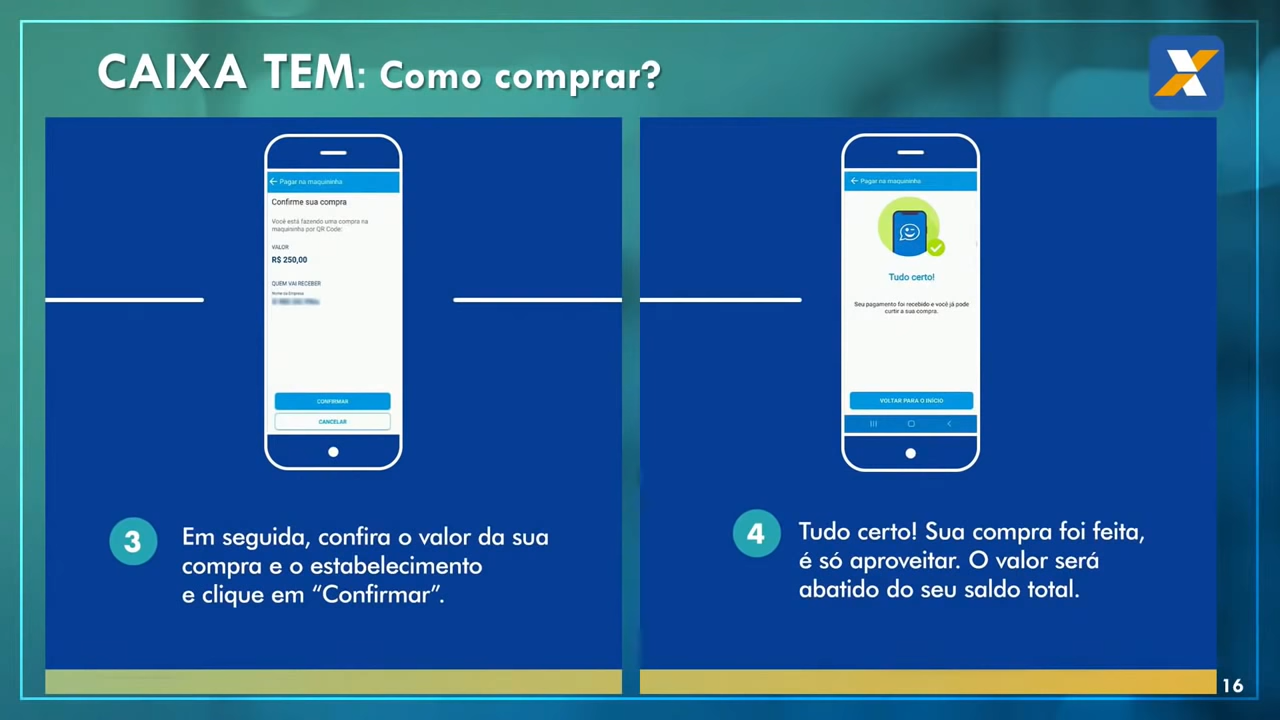 CAIXA TEM: Como comprar?
Pagar na maquininha
Confirme sua compra
Você está fazendo uma compra na
maquininha por QR Code:
VALOR
R$ 250,00
QUEM VAI RECEBER
Nome da Empresa
CONFIRMAR
CANCELAR
3
Em seguida, confira o valor da sua
compra e o estabelecimento
e clique em “Confirmar”.
Pagar na maquininha
Tudo certo!
Seu pagamento foi recebido e você já pode
curtir a sua compra.
VOLTAR PARA O INÍCIO
4
Tudo certo! Sua compra foi feita,
é só aproveitar. O valor será
abatido do seu saldo total.
16